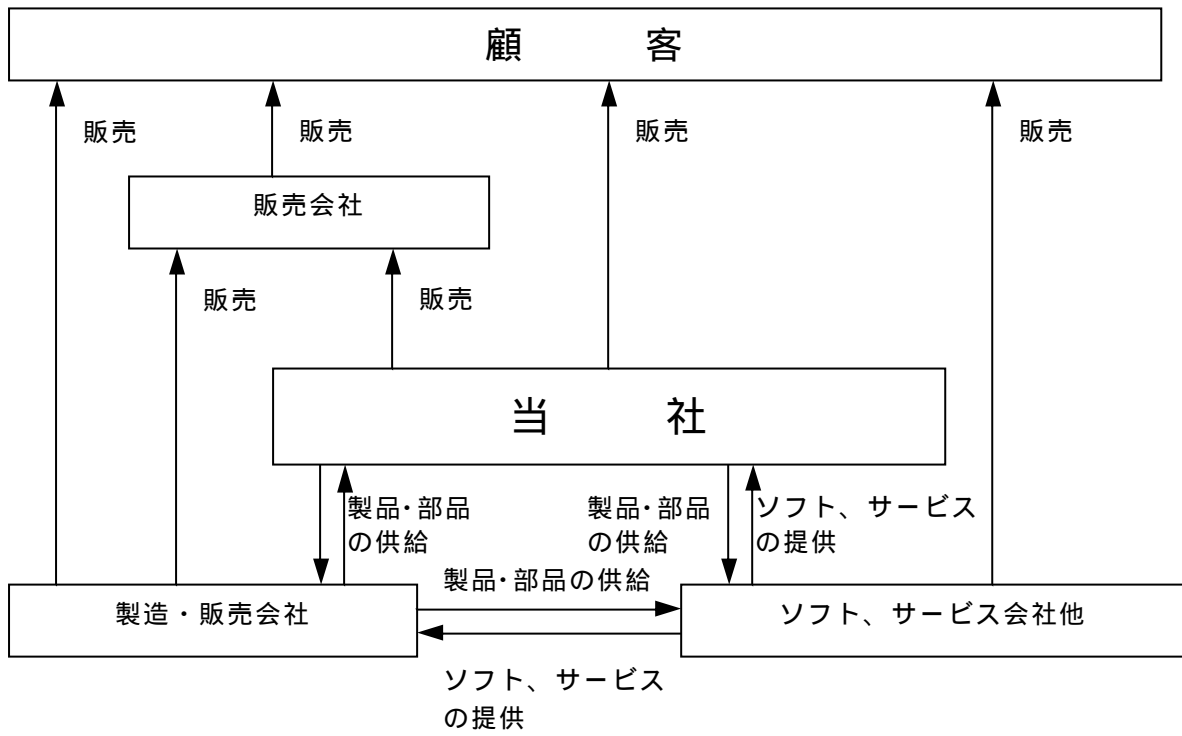 顧　客
販売
販売
販売
販売
販売会社
販売
販売
当　社
製品・部品
の供給
製品・部品
の供給
ソフト、サービス
の提供
製品・部品の供給
製造・販売会社
ソフト、サービス会社他
ソフト、サービス
の提供